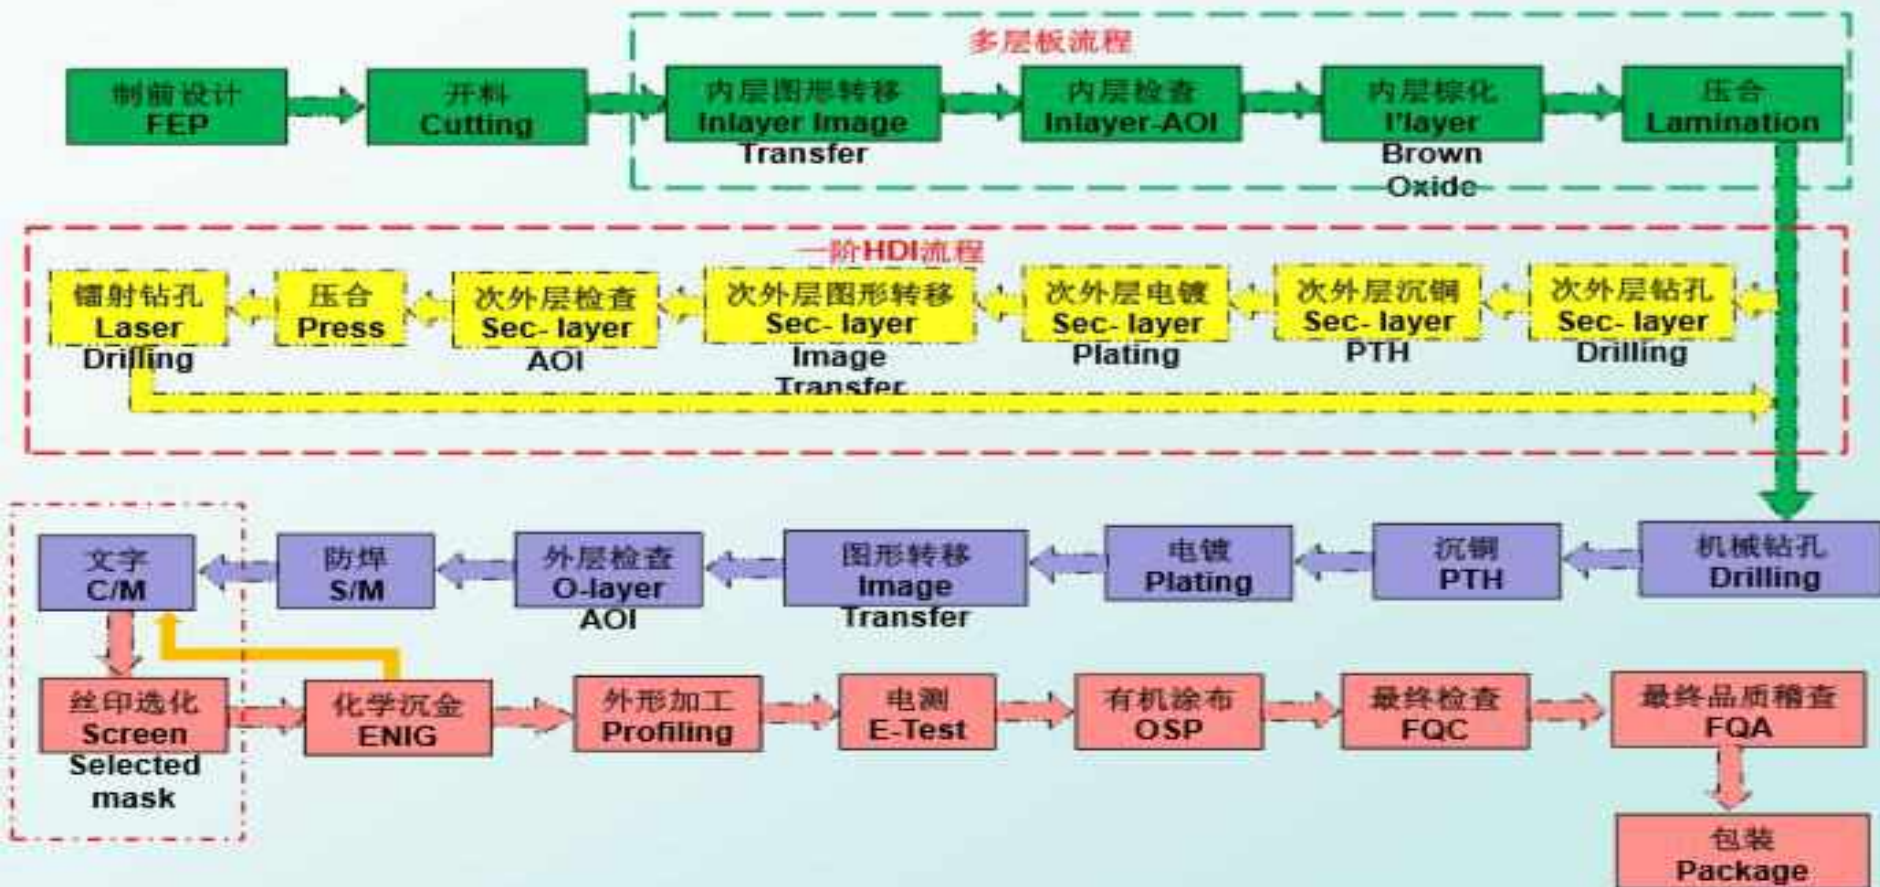 多层板流程
制前设计
FEP
开料
Cutting
内层图形转移
Inlayer Image
Transfer
内层检查
Inlayer-AOI
内层棕化
I'layer
Brown
Oxide
压合
Lamination
一阶HDI流程
镭射钻孔
Laser
Drilling
压合
Press
次外层检查
Sec- layer
AOI
次外层图形转移
Sec- layer
Image
Transfer
次外层电镀
Sec- layer
Plating
次外层沉铜
Sec- layer
PTH
次外层钻孔
Sec- layer
Drilling
文字
C/M
防焊
S/M
外层检查
O-layer
AOI
图形转移
Image
Transfer
电镀
Plating
沉铜
PTH
机械钻孔
Drilling
丝印选化
Screen
Selected
mask
化学沉金
ENIG
外形加工
Profiling
电测
E-Test
有机涂布
OSP
最终检查
FQC
最终品质稽查
FQA
包装
Package